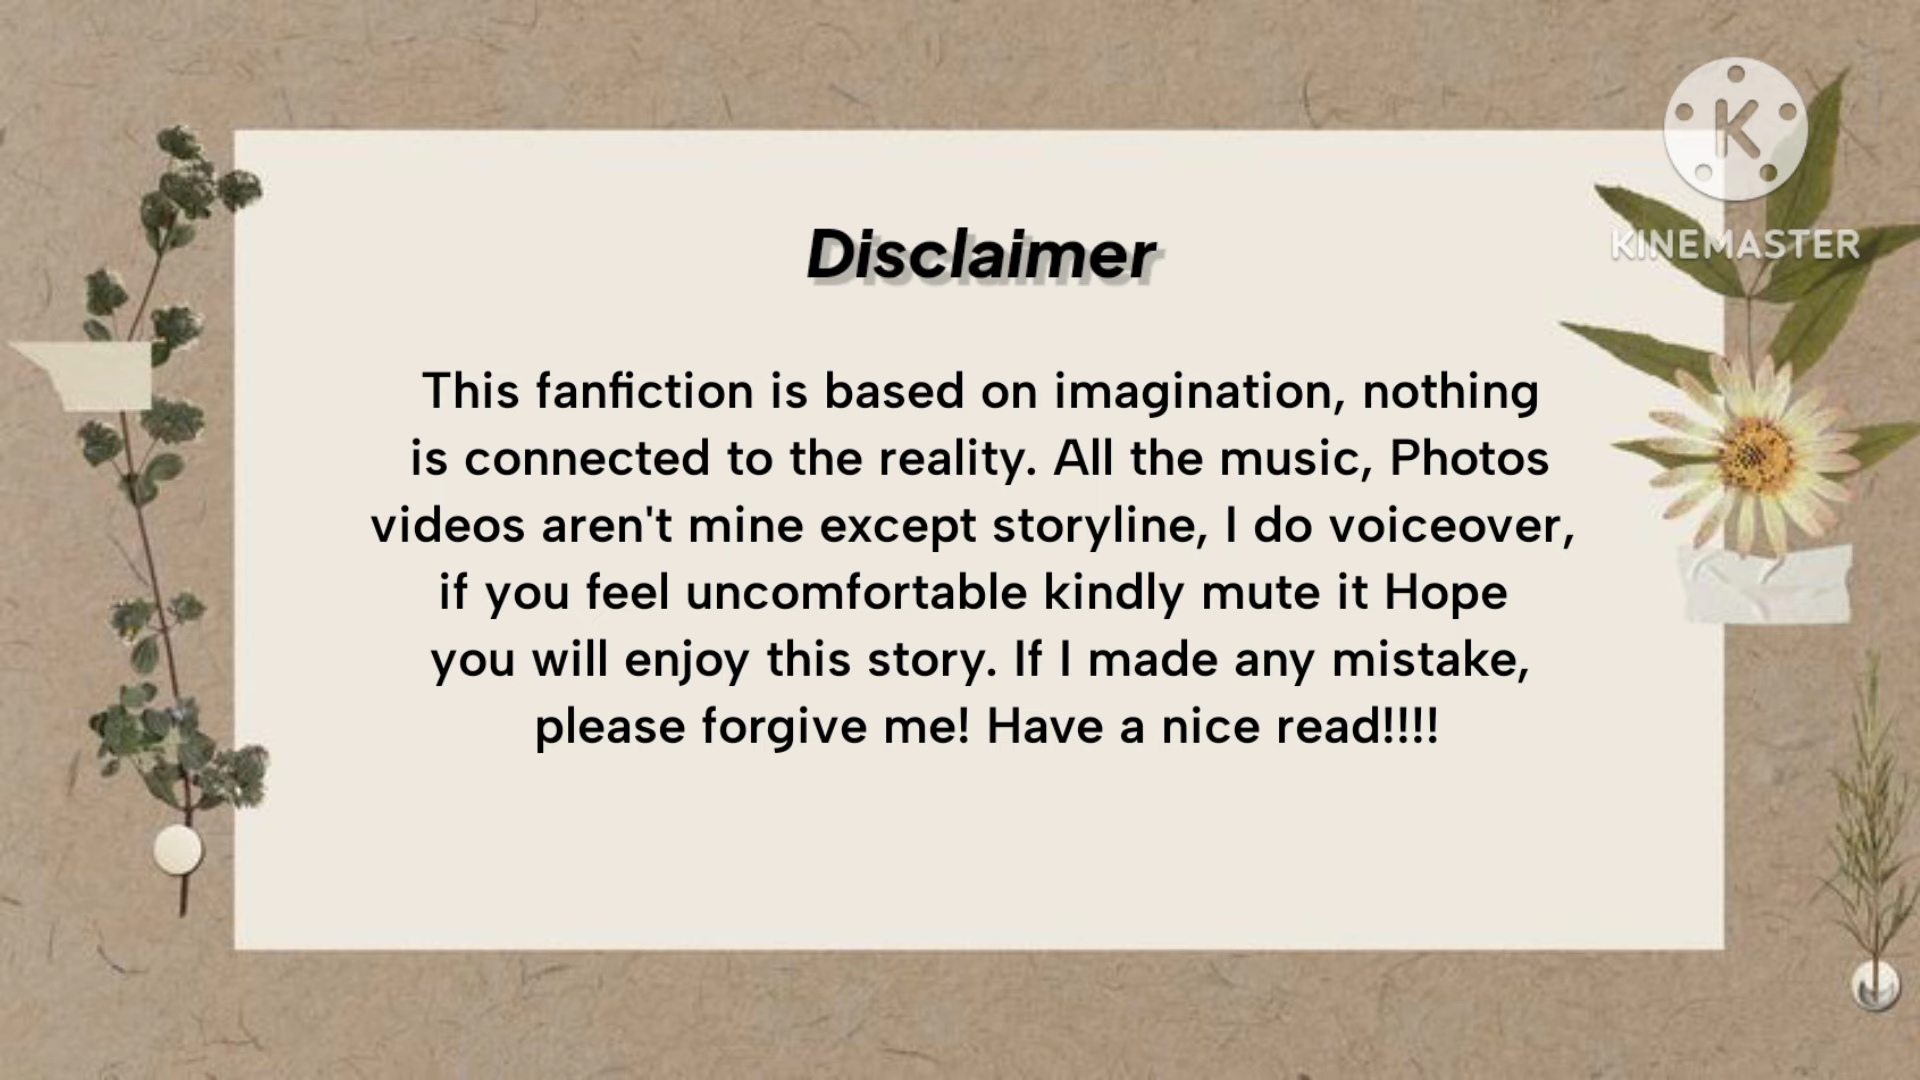 K
KINEMASTER
Disclaimer
This fanfiction is based on imagination, nothing
is connected to the reality. All the music, Photos
videos aren't mine except storyline, I do voiceover,
if you feel uncomfortable kindly mute it Hope
you will enjoy this story. If I made any mistake,
please forgive me! Have a nice read!!!!